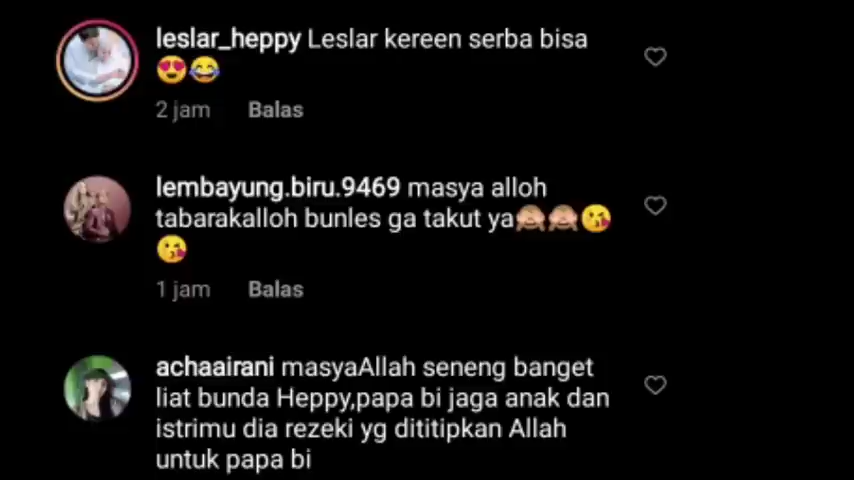 leslar_heppy Leslar kereen serba bisa
😍😂
2 jam Balas
lembayung.biru.9469 masya alloh
tabarakalloh bunles ga takut ya🙈🙈😘
😘
1 jam Balas
achaairani masyaAllah seneng banget
liat bunda Heppy,papa bi jaga anak dan
istrimu dia rezeki yg dititipkan Allah
untuk papa bi